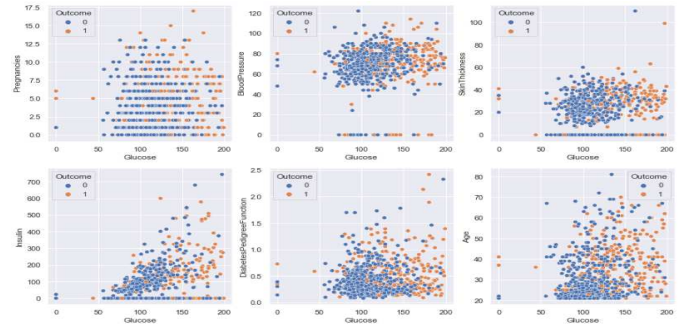 Outcome
0
1
17.5
15.0
12.5
10.0
7.5
5.0
2.5
0.0
Pregnancies
0 50 100 150 200
Glucose
Outcome
0
1
120
100
80
60
40
20
0
BloodPressure
0 50 100 150 200
Glucose
Outcome
0
1
100
80
60
40
20
0
SkinThickness
0 50 100 150 200
Glucose
Outcome
0
1
700
600
500
400
300
200
100
0
Insulin
0 50 100 150 200
Glucose
Outcome
0
1
2.5
2.0
1.5
1.0
0.5
0.0
DiabetesPedigreeFunction
0 50 100 150 200
Glucose
Outcome
0
1
80
70
60
50
40
30
20
Age
0 50 100 150 200
Glucose